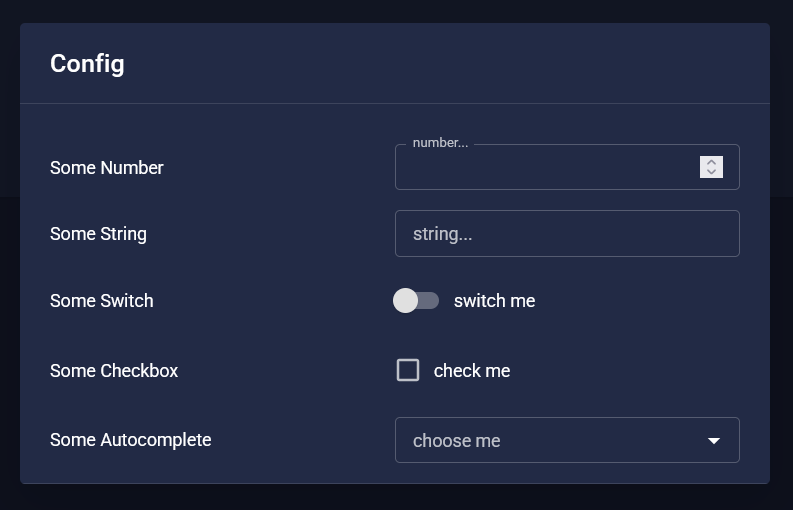 Config
number...
Some Number
Some String
string...
Some Switch
switch me
Some Checkbox
check me
Some Autocomplete
choose me